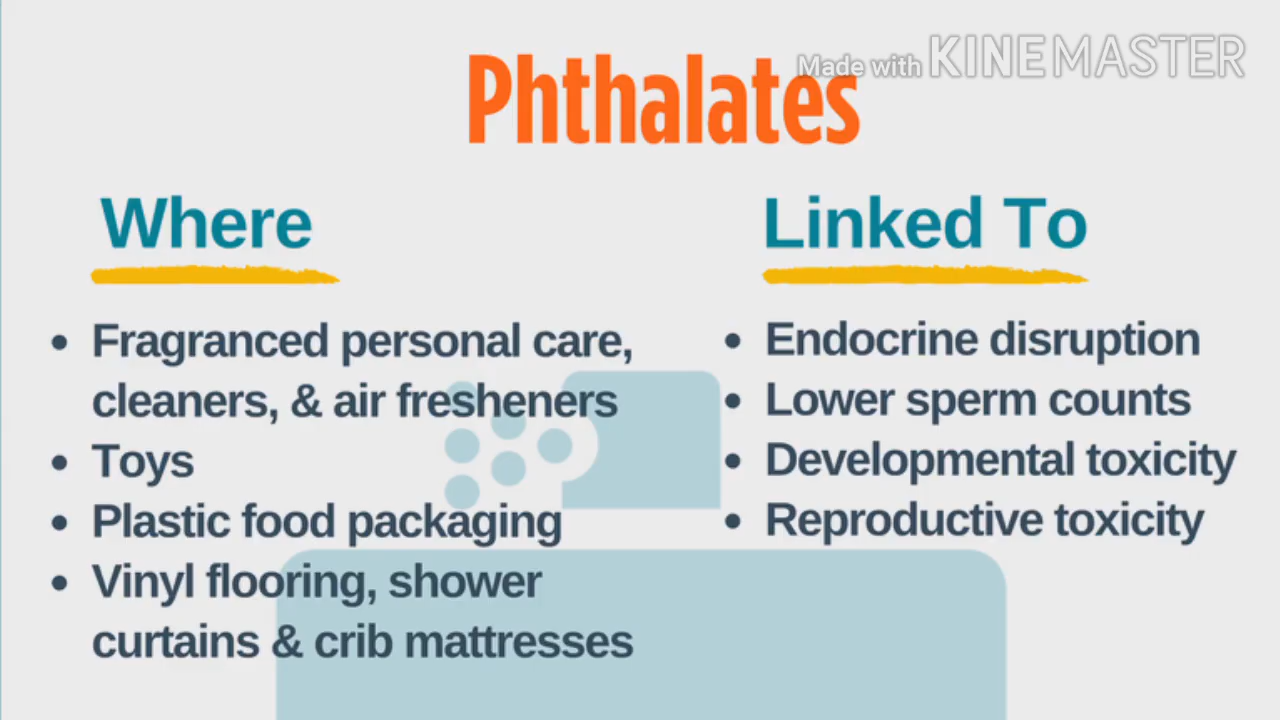 Made with KINEMASTER
Phthalates
Where
• Fragranced personal care,
cleaners, & air fresheners
• Toys
• Plastic food packaging
• Vinyl flooring, shower
curtains & crib mattresses
Linked To
• Endocrine disruption
• Lower sperm counts
• Developmental toxicity
• Reproductive toxicity